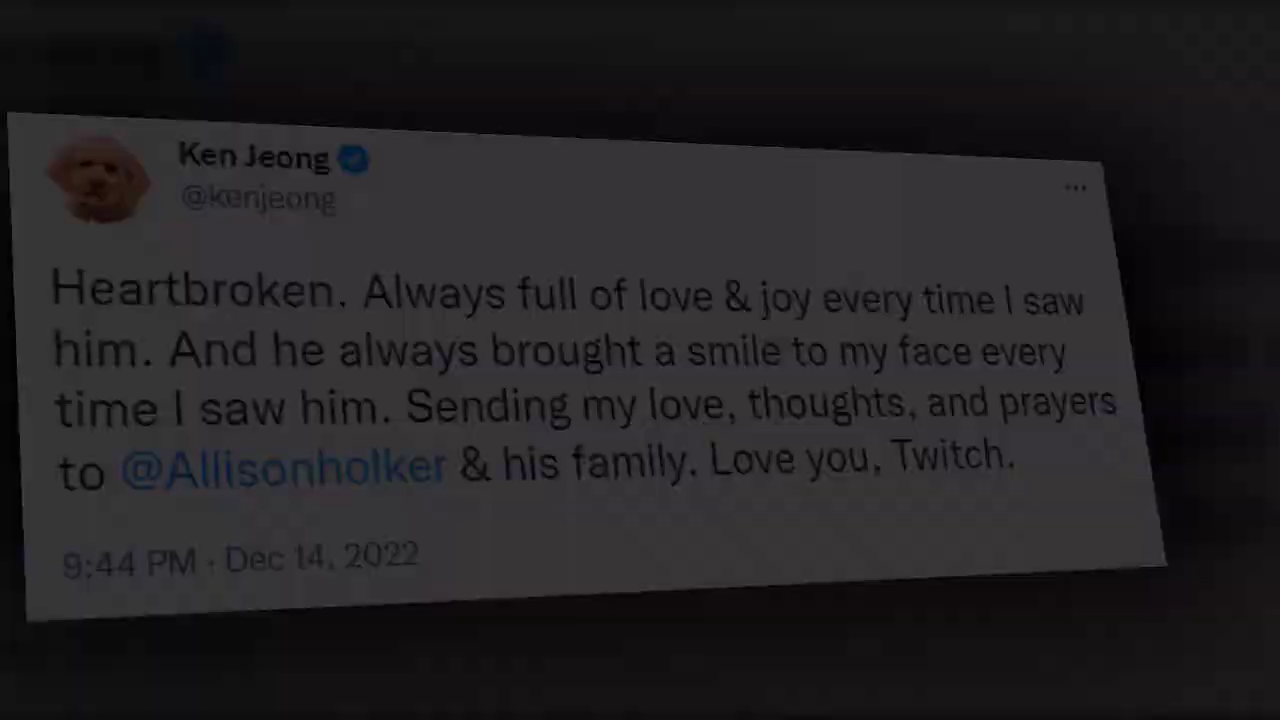 Ken Jeong
@kenjeong
...
Heartbroken. Always full of love & joy every time I saw
him. And he always brought a smile to my face every
time I saw him. Sending my love, thoughts, and prayers
to @Allisonholker & his family. Love you, Twitch.
9:44 PM · Dec 14, 2022